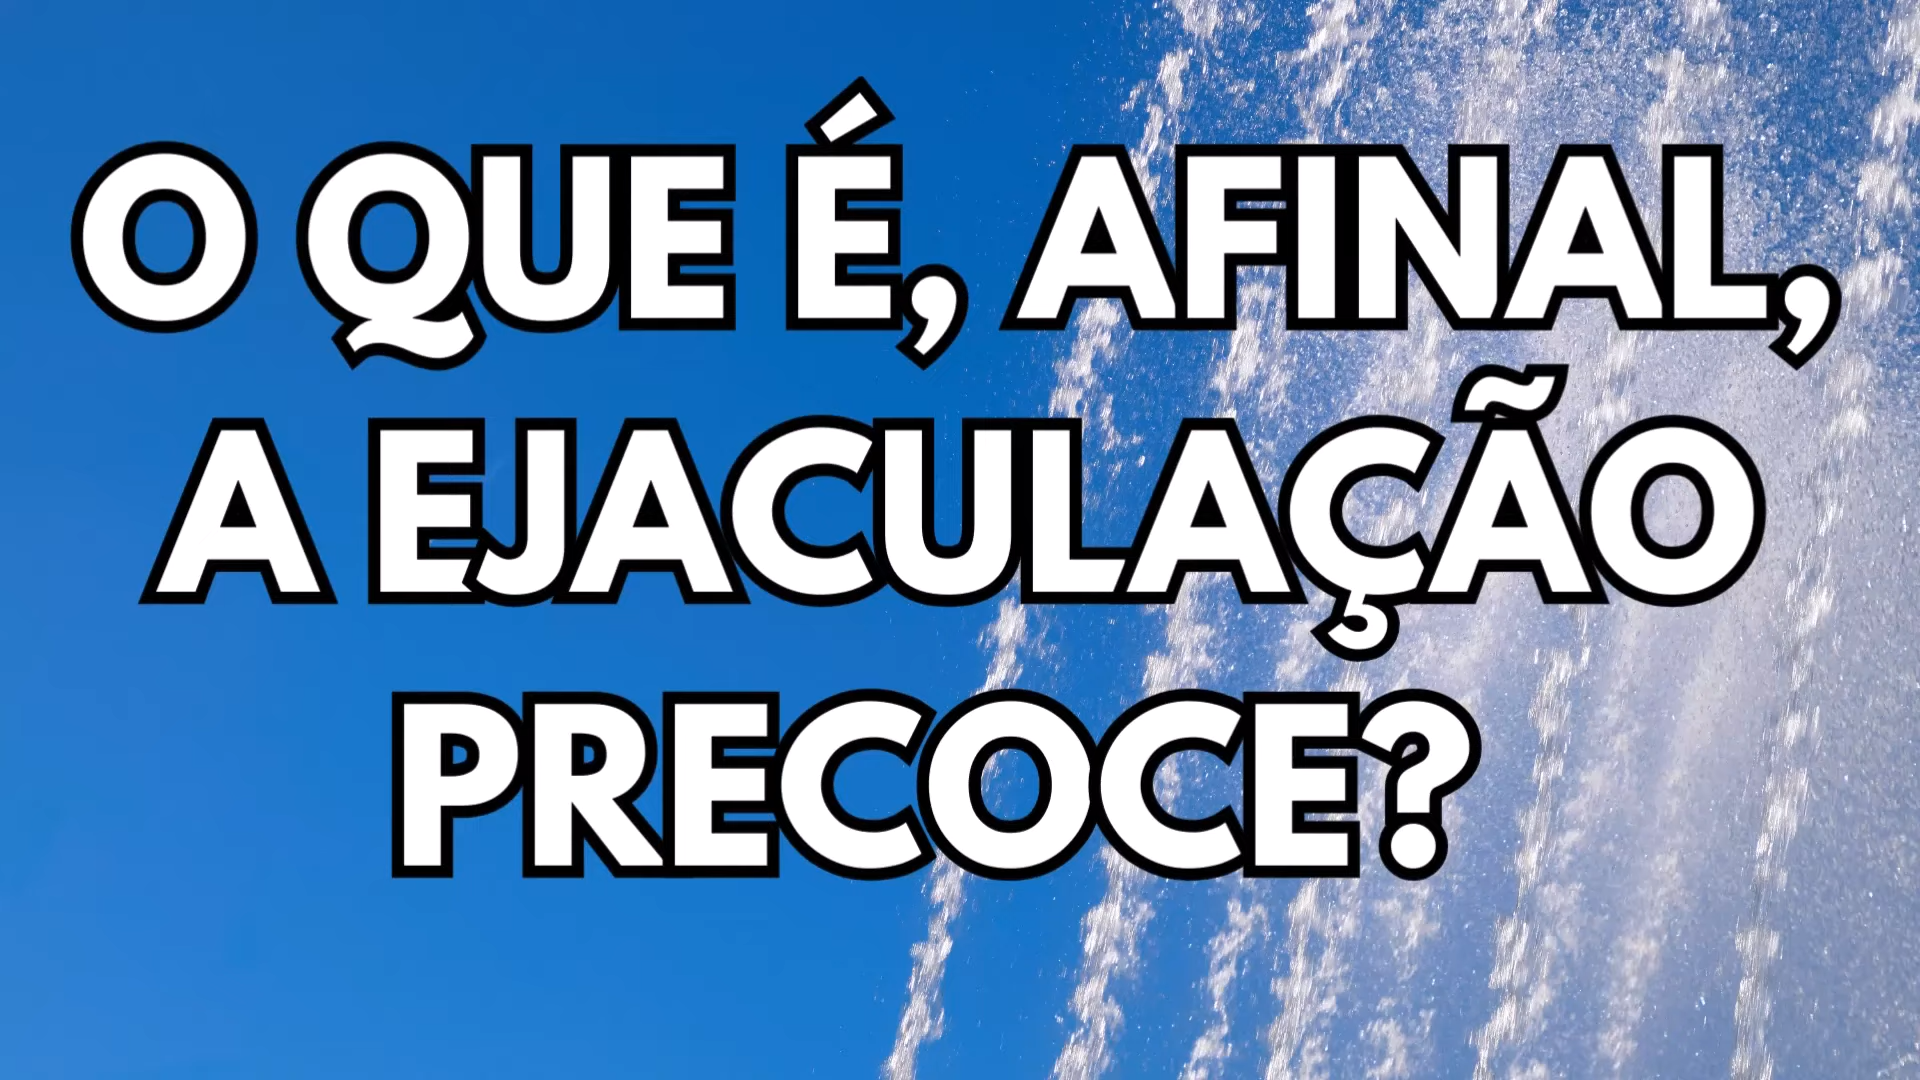 O QUE É, AFINAL,
A EJACULAÇÃO
PRECOCE?